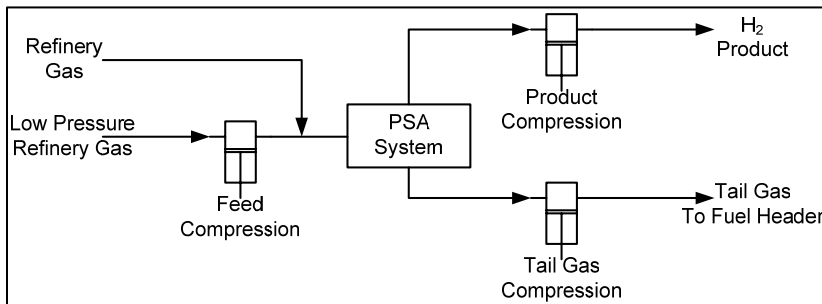 Refinery
Gas
Low Pressure
Refinery Gas
Feed
Compression
PSA
System
Product
Compression
H₂
Product
Tail Gas
Compression
Tail Gas
To Fuel Header